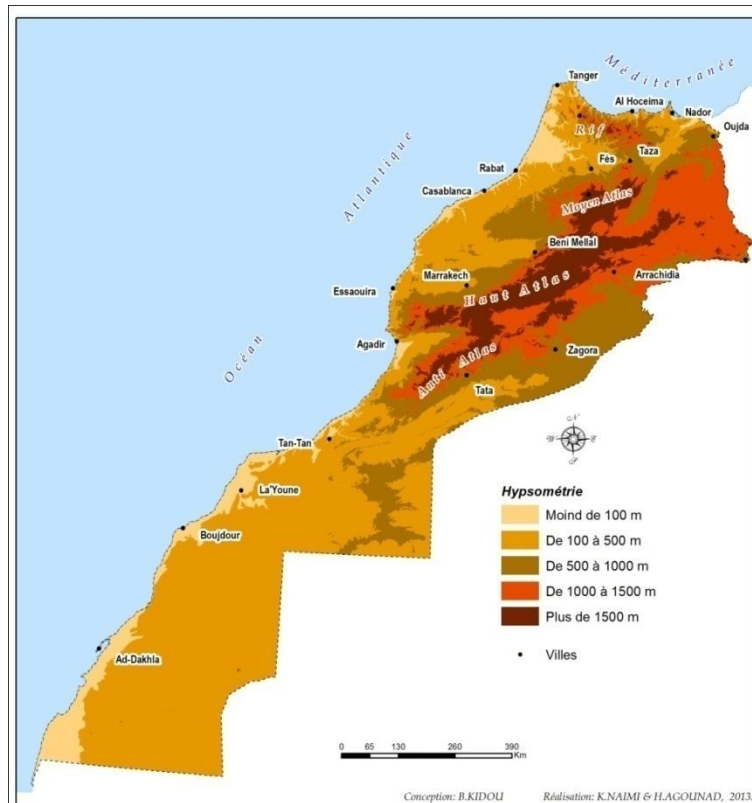 Méditerranée
Tanger
Al Hoceima
Nador
Rif
Oujda
Taza
Fès
Rabat
Atlantique
Casablanca
Moyen Atlas
Beni Mellal
Marrakech
Arrachidia
Essaouira
Haut Atlas
Océan
Agadir
Anti Atlas
Zagora
Tata
Tan-Tan
La'Youne
Boujdour
Ad-Dakhla
N
W E
S
Hypsométrie
Moind de 100 m
De 100 à 500 m
De 500 à 1000 m
De 1000 à 1500 m
Plus de 1500 m
Villes
0 65 130 260 390
Km
Conception: B.KIDOU Réalisation: K.NAIMI & H.AGOUNAD, 2013